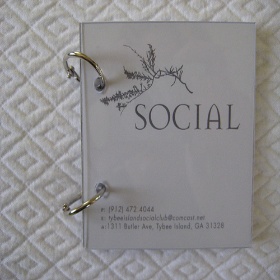 SOCIAL
p: (912) 472 4044
e: tybeeislandsocialclub@comcast.net
a: 1311 Butler Ave, Tybee Island, GA 31328